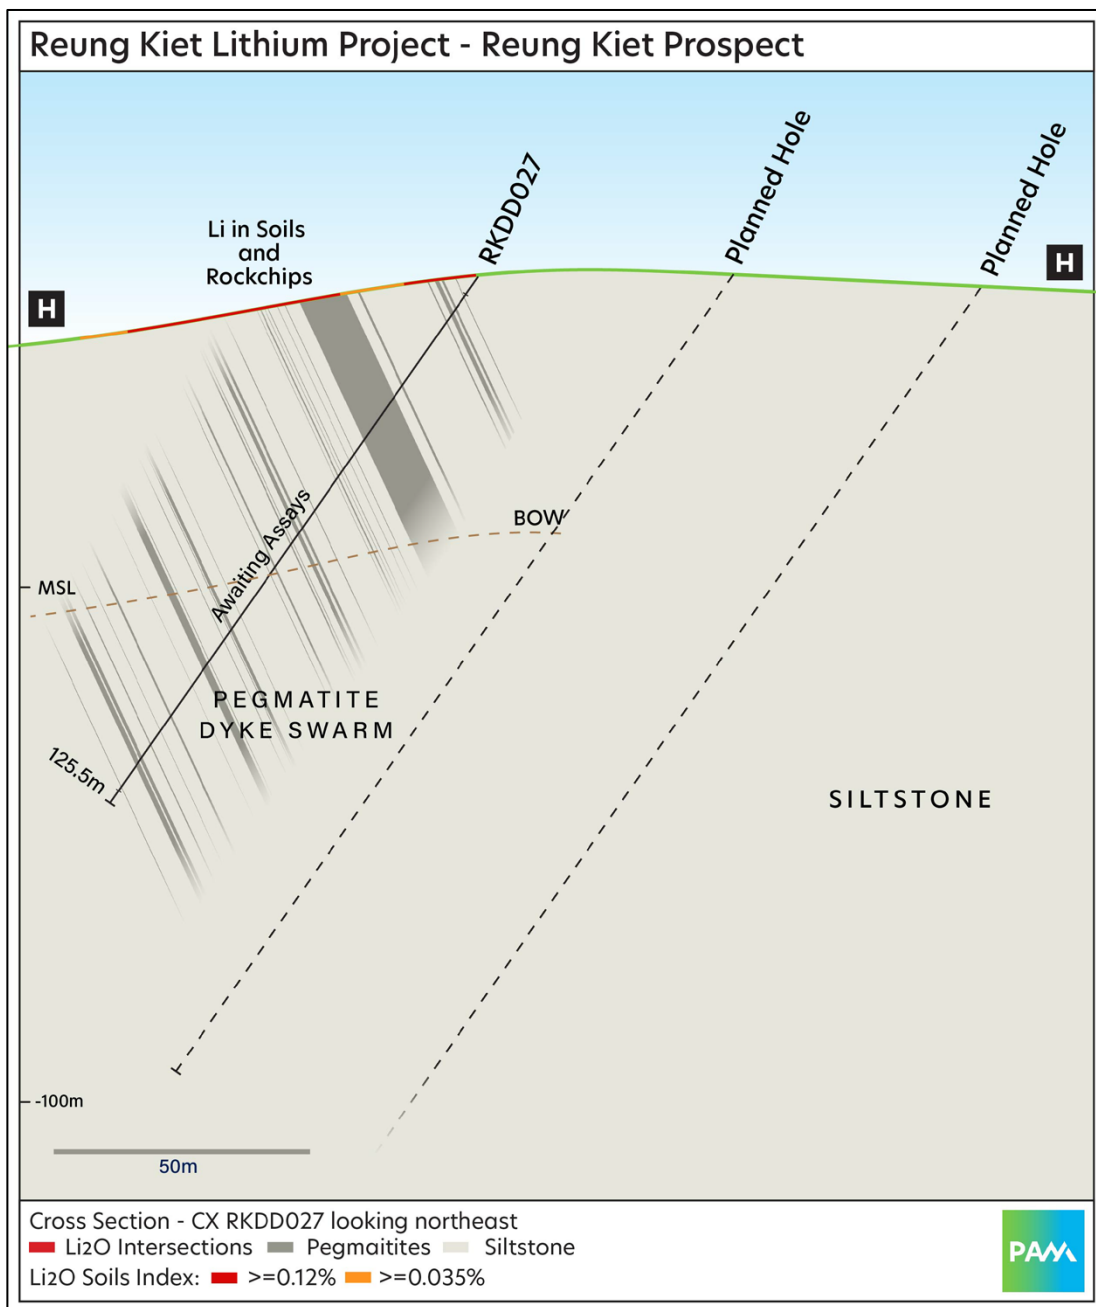 Reung Kiet Lithium Project - Reung Kiet Prospect
Planned Hole
Planned Hole
RKDD027
Li in Soils
and
Rockchips
H
H
BOW
Awaiting Assays
MSL
PEGMATITE
DYKE SWARM
125.5m
SILTSTONE
-100m
50m
Cross Section - CX RKDD027 looking northeast
Li2O Intersections Pegmaitites Siltstone
Li2O Soils Index: >=0.12% >=0.035%
PAM